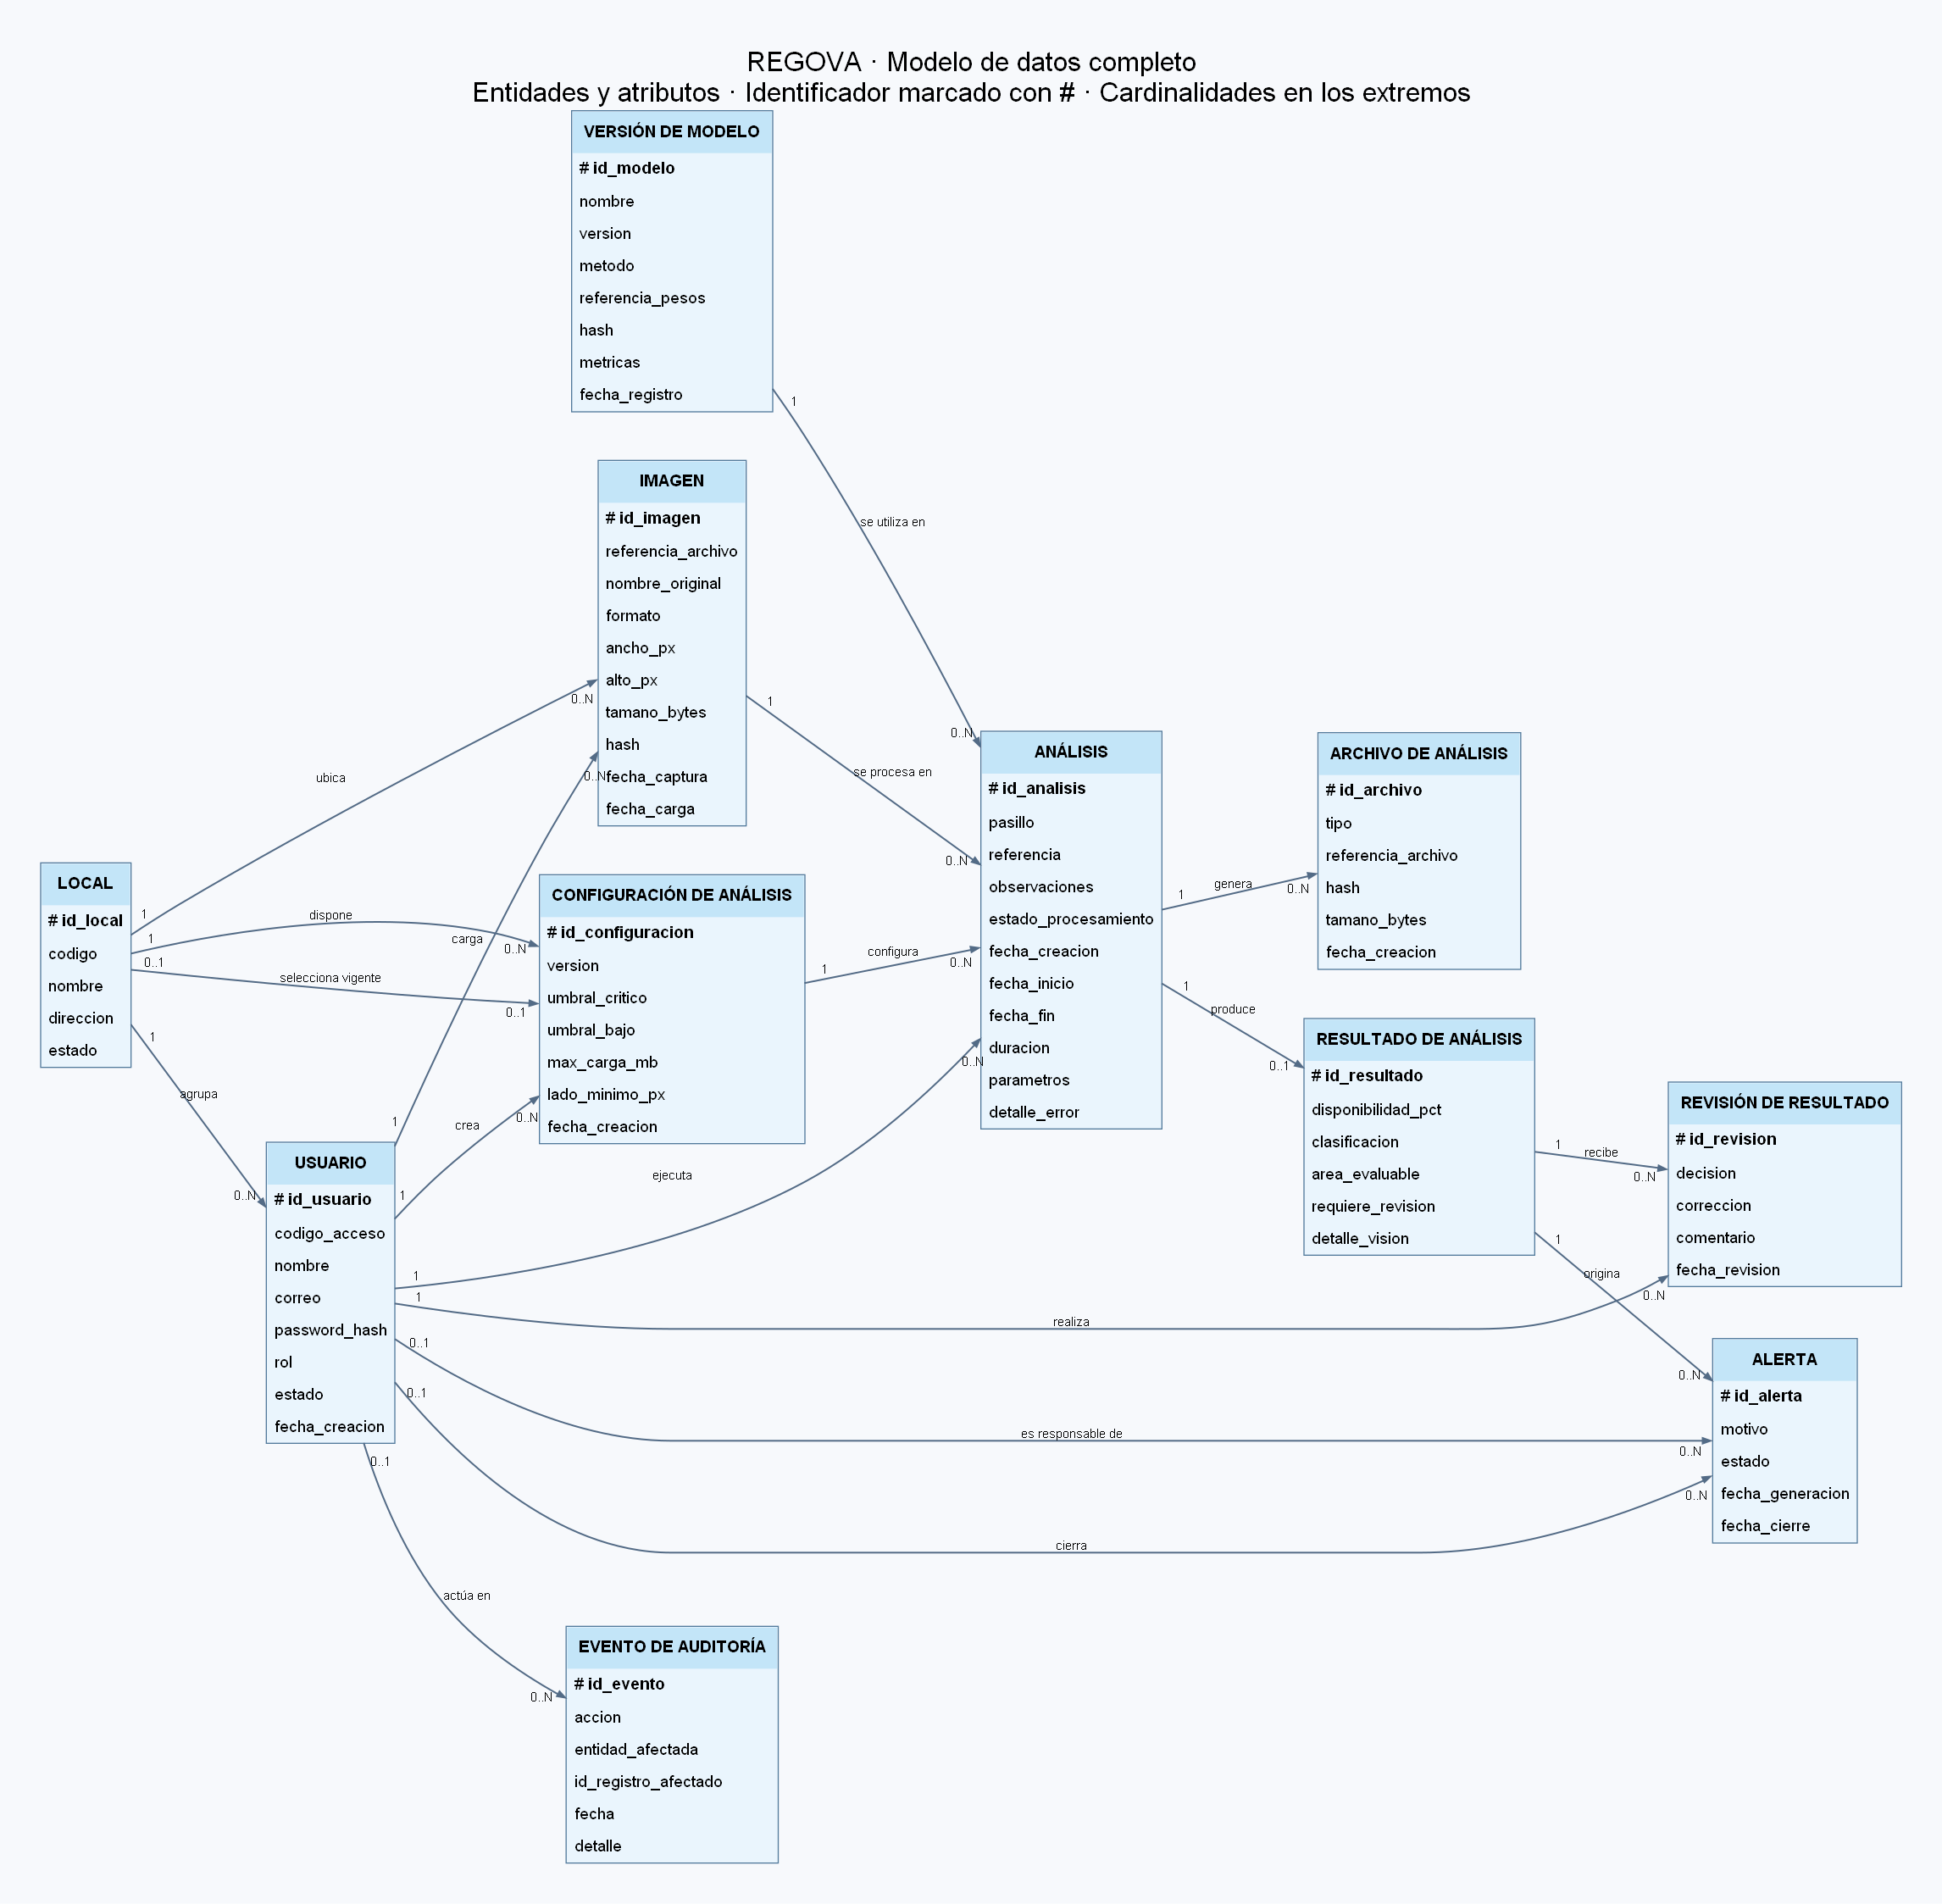 REGOVA · Modelo de datos completo
Entidades y atributos · Identificador marcado con # · Cardinalidades en los extremos
VERSIÓN DE MODELO
# id_modelo
nombre
version
metodo
referencia_pesos
hash
metricas
fecha_registro
1
se utiliza en
0..N
IMAGEN
# id_imagen
referencia_archivo
nombre_original
formato
ancho_px
alto_px
tamano_bytes
hash
fecha_captura
fecha_carga
1
se procesa en
0..N
LOCAL
# id_local
codigo
nombre
direccion
estado
1
ubica
0..N
1
dispone
0..N
0..1
selecciona vigente
0..1
1
agrupa
0..N
CONFIGURACIÓN DE ANÁLISIS
# id_configuracion
version
umbral_critico
umbral_bajo
max_carga_mb
lado_minimo_px
fecha_creacion
1
configura
0..N
USUARIO
# id_usuario
codigo_acceso
nombre
correo
password_hash
rol
estado
fecha_creacion
1
carga
0..N
1
crea
0..N
1
ejecuta
0..N
1
realiza
0..N
0..1
es responsable de
0..N
0..1
cierra
0..N
0..1
actúa en
0..N
ANÁLISIS
# id_analisis
pasillo
referencia
observaciones
estado_procesamiento
fecha_creacion
fecha_inicio
fecha_fin
duracion
parametros
detalle_error
1
genera
0..N
1
produce
0..1
ARCHIVO DE ANÁLISIS
# id_archivo
tipo
referencia_archivo
hash
tamano_bytes
fecha_creacion
RESULTADO DE ANÁLISIS
# id_resultado
disponibilidad_pct
clasificacion
area_evaluable
requiere_revision
detalle_vision
1
recibe
0..N
1
origina
0..N
REVISIÓN DE RESULTADO
# id_revision
decision
correccion
comentario
fecha_revision
ALERTA
# id_alerta
motivo
estado
fecha_generacion
fecha_cierre
EVENTO DE AUDITORÍA
# id_evento
accion
entidad_afectada
id_registro_afectado
fecha
detalle